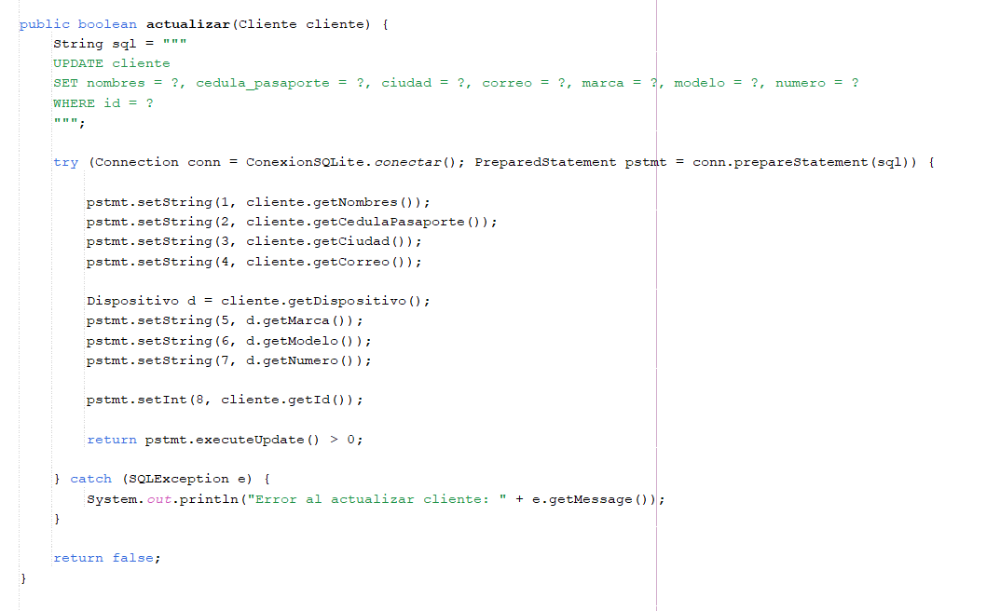 public boolean actualizar(Cliente cliente) {
String sql = """
UPDATE cliente
SET nombres = ?, cedula_pasaporte = ?, ciudad = ?, correo = ?, marca = ?, modelo = ?, numero = ?
WHERE id = ?
""";
try (Connection conn = ConexionSQLite.conectar(); PreparedStatement pstmt = conn.prepareStatement(sql)) {
pstmt.setString(1, cliente.getNombres());
pstmt.setString(2, cliente.getCedulaPasaporte());
pstmt.setString(3, cliente.getCiudad());
pstmt.setString(4, cliente.getCorreo());
Dispositivo d = cliente.getDispositivo();
pstmt.setString(5, d.getMarca());
pstmt.setString(6, d.getModelo());
pstmt.setString(7, d.getNumero());
pstmt.setInt(8, cliente.getId());
return pstmt.executeUpdate() > 0;
} catch (SQLException e) {
System.out.println("Error al actualizar cliente: " + e.getMessage());
}
return false;
}